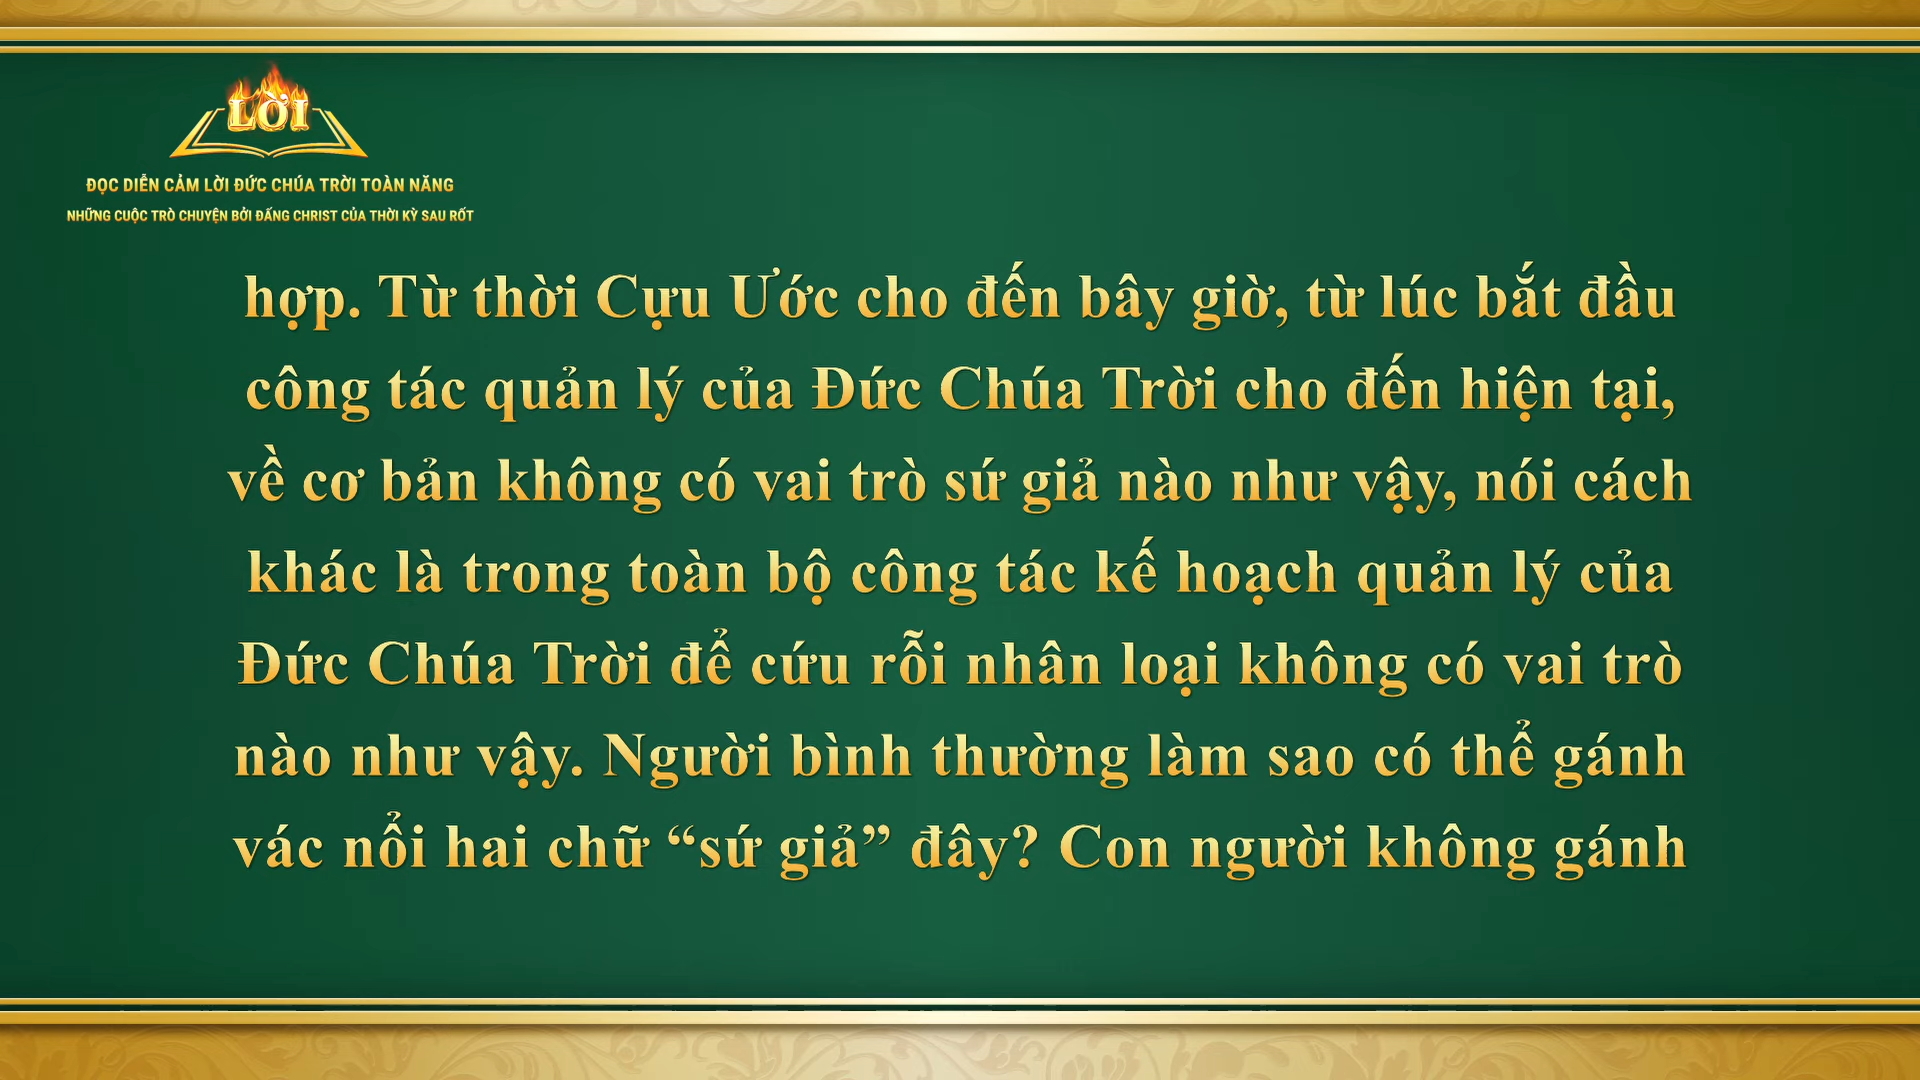 LỜI
ĐỌC DIỄN CẢM LỜI ĐỨC CHÚA TRỜI TOÀN NĂNG
NHỮNG CUỘC TRÒ CHUYỆN BỞI ĐẤNG CHRIST CỦA THỜI KỲ SAU RỐT
hợp. Từ thời Cựu Ước cho đến bây giờ, từ lúc bắt đầu
công tác quản lý của Đức Chúa Trời cho đến hiện tại,
về cơ bản không có vai trò sứ giả nào như vậy, nói cách
khác là trong toàn bộ công tác kế hoạch quản lý của
Đức Chúa Trời để cứu rỗi nhân loại không có vai trò
nào như vậy. Người bình thường làm sao có thể gánh
vác nổi hai chữ “sứ giả” đây? Con người không gánh